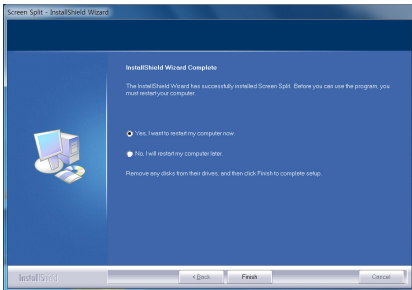 Screen Split - InstallShield Wizard
InstallShield Wizard Complete
The InstallShield Wizard has successfully installed Screen Split. Before you can use the program, you
must restart your computer.
Yes, I want to restart my computer now.
No, I will restart my computer later.
Remove any disks from their drives, and then click Finish to complete setup.
InstallShield
< Back
Finish
Cancel